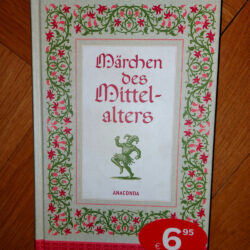 Märchen
des
Mittel-
alters
ANACONDA
€ 6 95